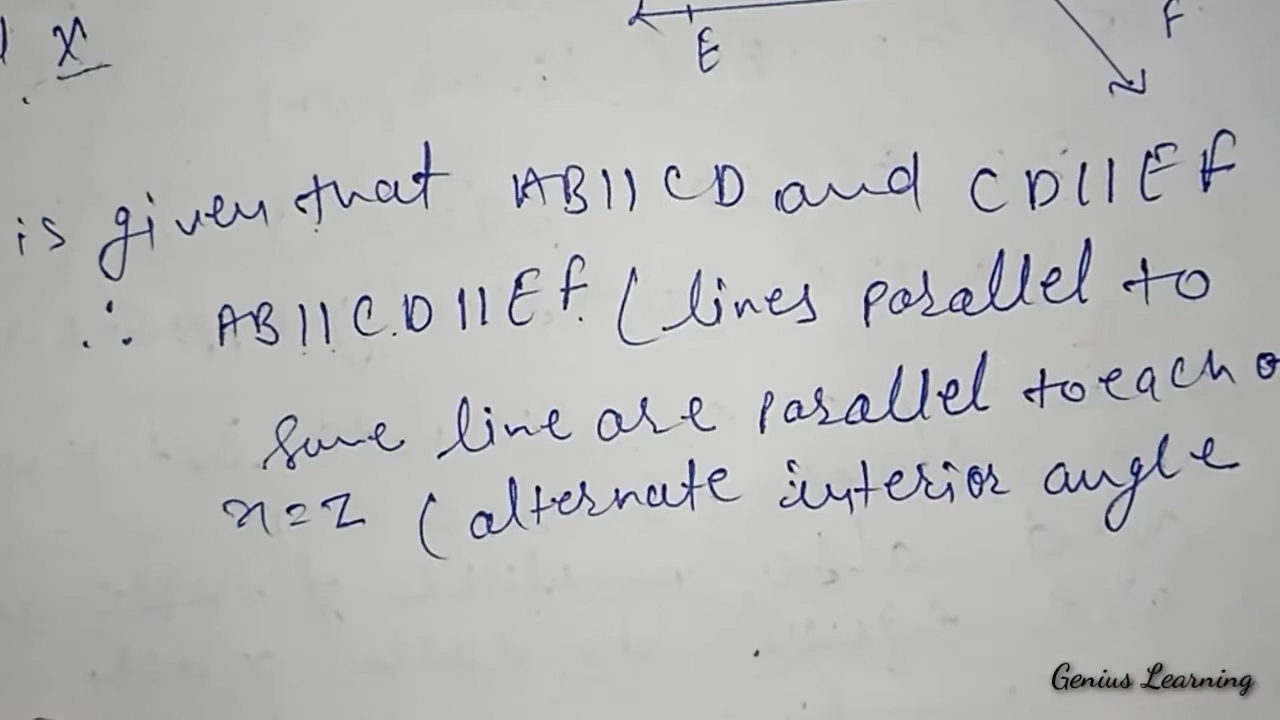 x
E
F
is given that AB || CD and CD || EF
∴ AB || CD || EF (lines parallel to
same line are parallel to each o
x = z (alternate interior angle
Genius Learning